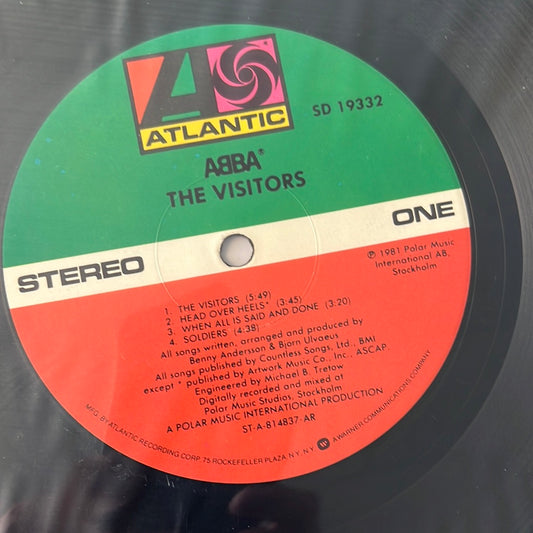 ATLANTIC
SD 19332
ABBA®
THE VISITORS
STEREO
ONE
℗ 1981 Polar Music
International AB,
Stockholm
1. THE VISITORS (5:49)
2. HEAD OVER HEELS* (3:45)
3. WHEN ALL IS SAID AND DONE (3:20)
4. SOLDIERS (4:38)
All songs written, arranged and produced by
Benny Andersson & Bjorn Ulvaeus
All songs published by Countless Songs, Ltd., BMI
except * published by Artwork Music Co., Inc., ASCAP.
Engineered by Michael B. Tretow
Digitally recorded and mixed at
Polar Music Studios, Stockholm
A POLAR MUSIC INTERNATIONAL PRODUCTION
ST-A-814837-AR
MFG. BY ATLANTIC RECORDING CORP. 75 ROCKEFELLER PLAZA N.Y. N.Y. A WARNER COMMUNICATIONS COMPANY